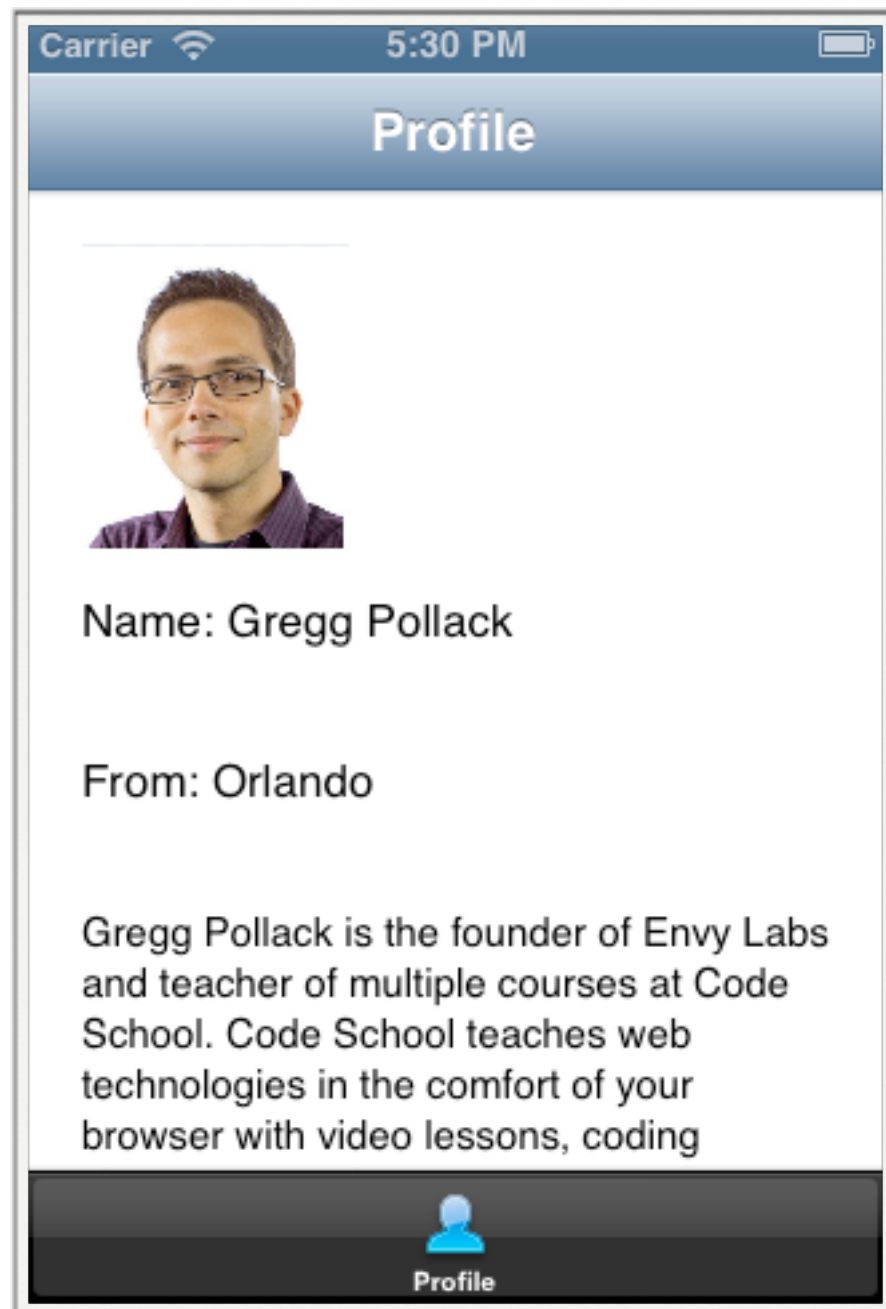 Carrier 5:30 PM
Profile
Name: Gregg Pollack
From: Orlando
Gregg Pollack is the founder of Envy Labs
and teacher of multiple courses at Code
School. Code School teaches web
technologies in the comfort of your
browser with video lessons, coding
Profile